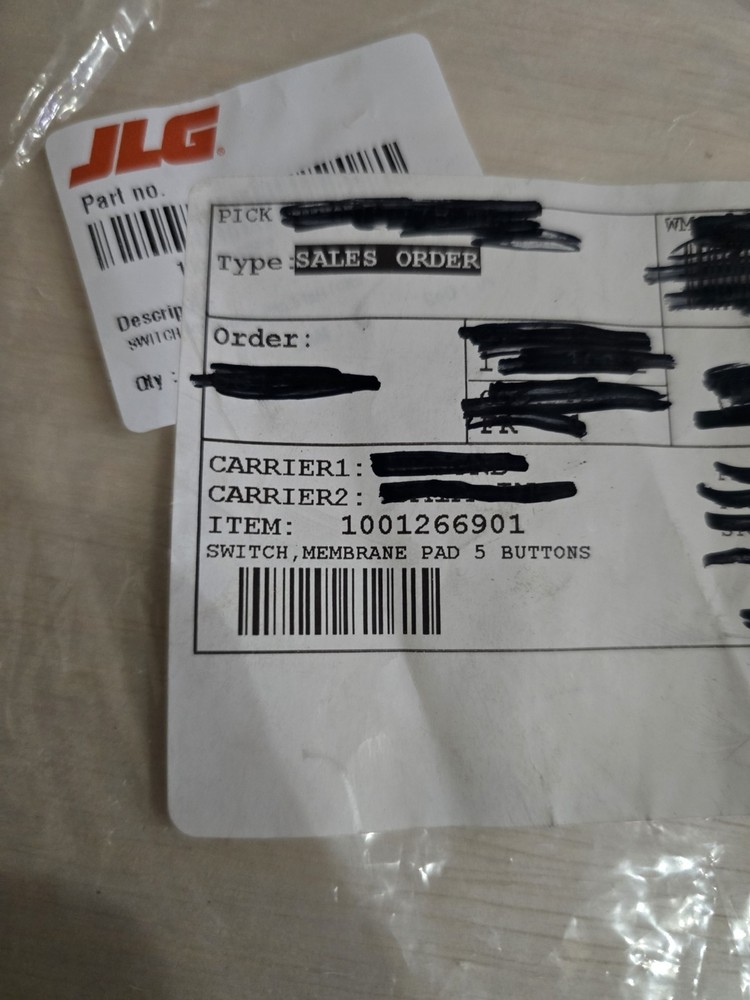 JLG
Part no.
Descrip
SWITCH
Qty :
PICK
WM
Type:SALES ORDER
Order:
CARRIER1:
CARRIER2:
ITEM: 1001266901
SWITCH,MEMBRANE PAD 5 BUTTONS